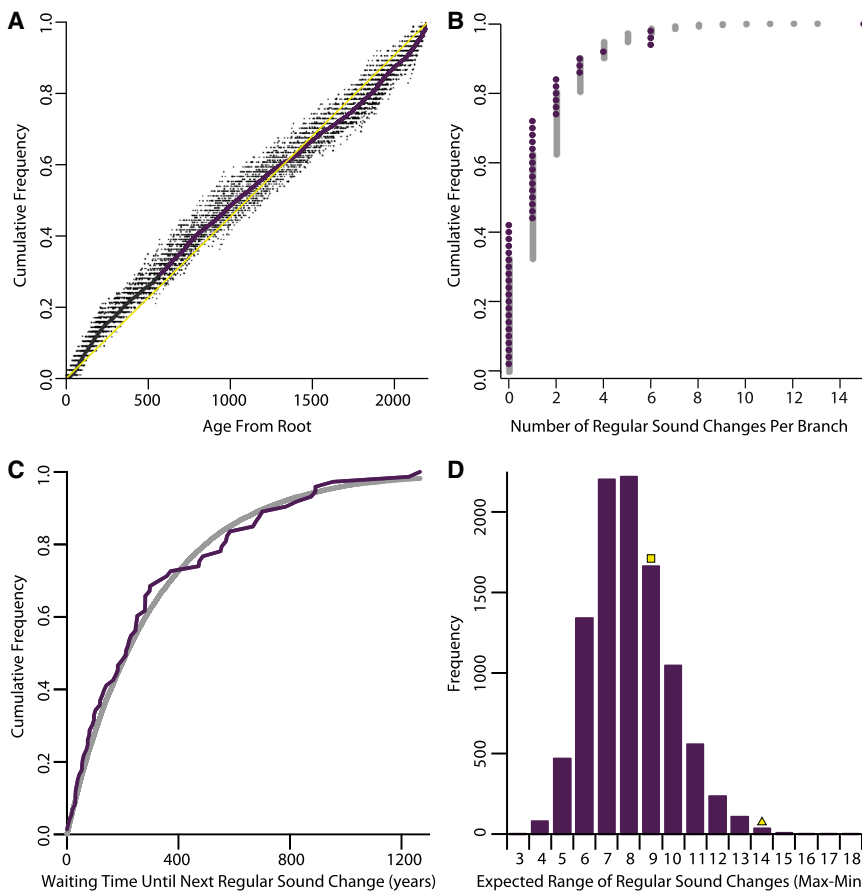 A
Cumulative Frequency
0.0 0.2 0.4 0.6 0.8 1.0
0 500 1000 1500 2000
Age From Root
B
Cumulative Frequency
0.0 0.2 0.4 0.6 0.8 1.0
0 2 4 6 8 10 12 14
Number of Regular Sound Changes Per Branch
C
Cumulative Frequency
0.0 0.2 0.4 0.6 0.8 1.0
0 400 800 1200
Waiting Time Until Next Regular Sound Change (years)
D
Frequency
0 500 1000 1500 2000
3 4 5 6 7 8 9 10 11 12 13 14 15 16 17 18
Expected Range of Regular Sound Changes (Max-Min